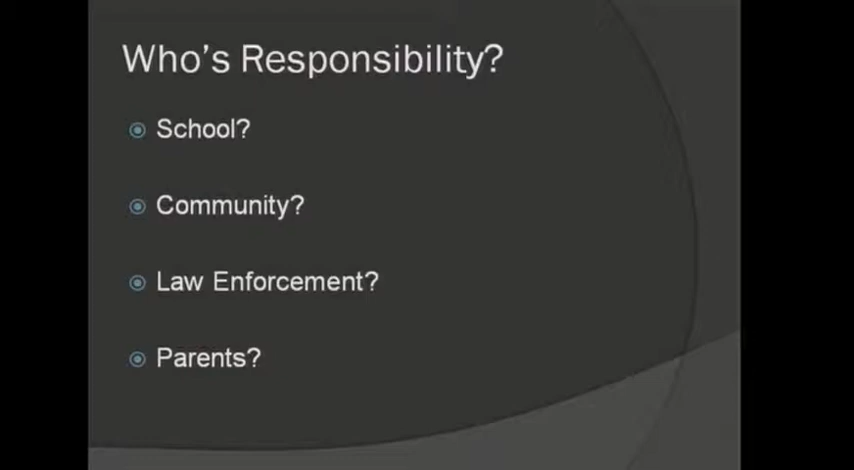 Who's Responsibility?
School?
Community?
Law Enforcement?
Parents?